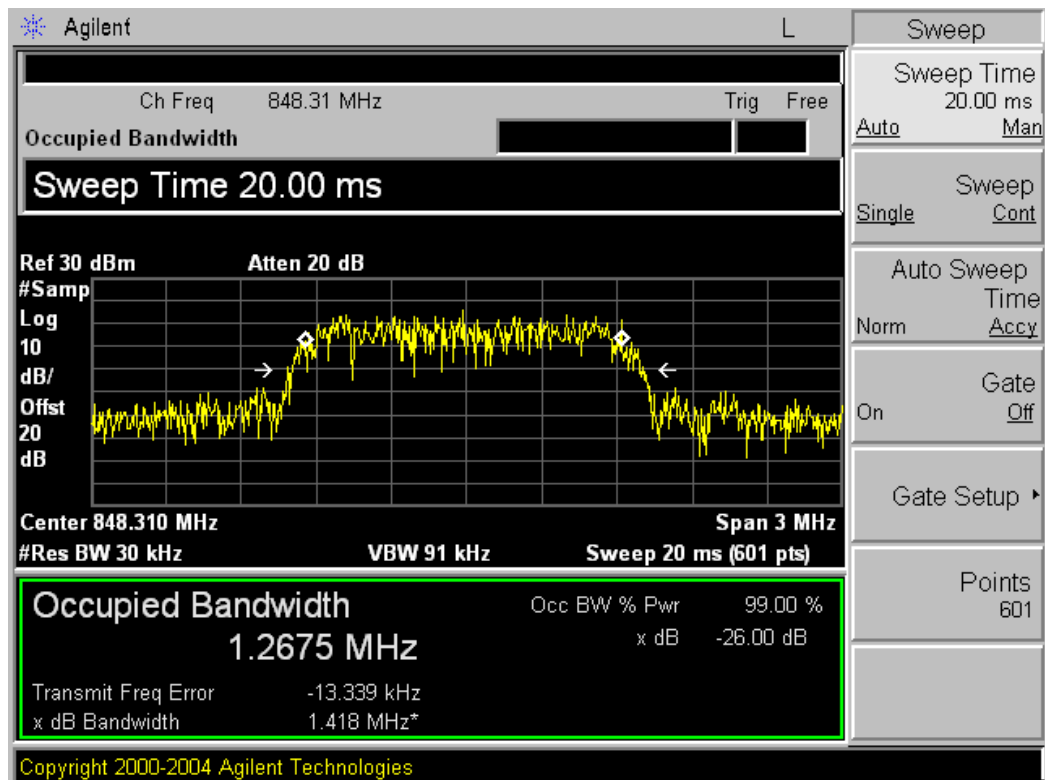 Agilent L
Ch Freq 848.31 MHz Trig Free
Occupied Bandwidth
Sweep Time 20.00 ms
Ref 30 dBm Atten 20 dB
#Samp
Log
10
dB/
Offst
20
dB
Center 848.310 MHz Span 3 MHz
#Res BW 30 kHz VBW 91 kHz Sweep 20 ms (601 pts)
Occupied Bandwidth Occ BW % Pwr 99.00 %
1.2675 MHz x dB -26.00 dB
Transmit Freq Error -13.339 kHz
x dB Bandwidth 1.418 MHz*
Copyright 2000-2004 Agilent Technologies
Sweep
Sweep Time
20.00 ms
Auto Man
Sweep
Single Cont
Auto Sweep
Time
Norm Accy
Gate
On Off
Gate Setup
Points
601